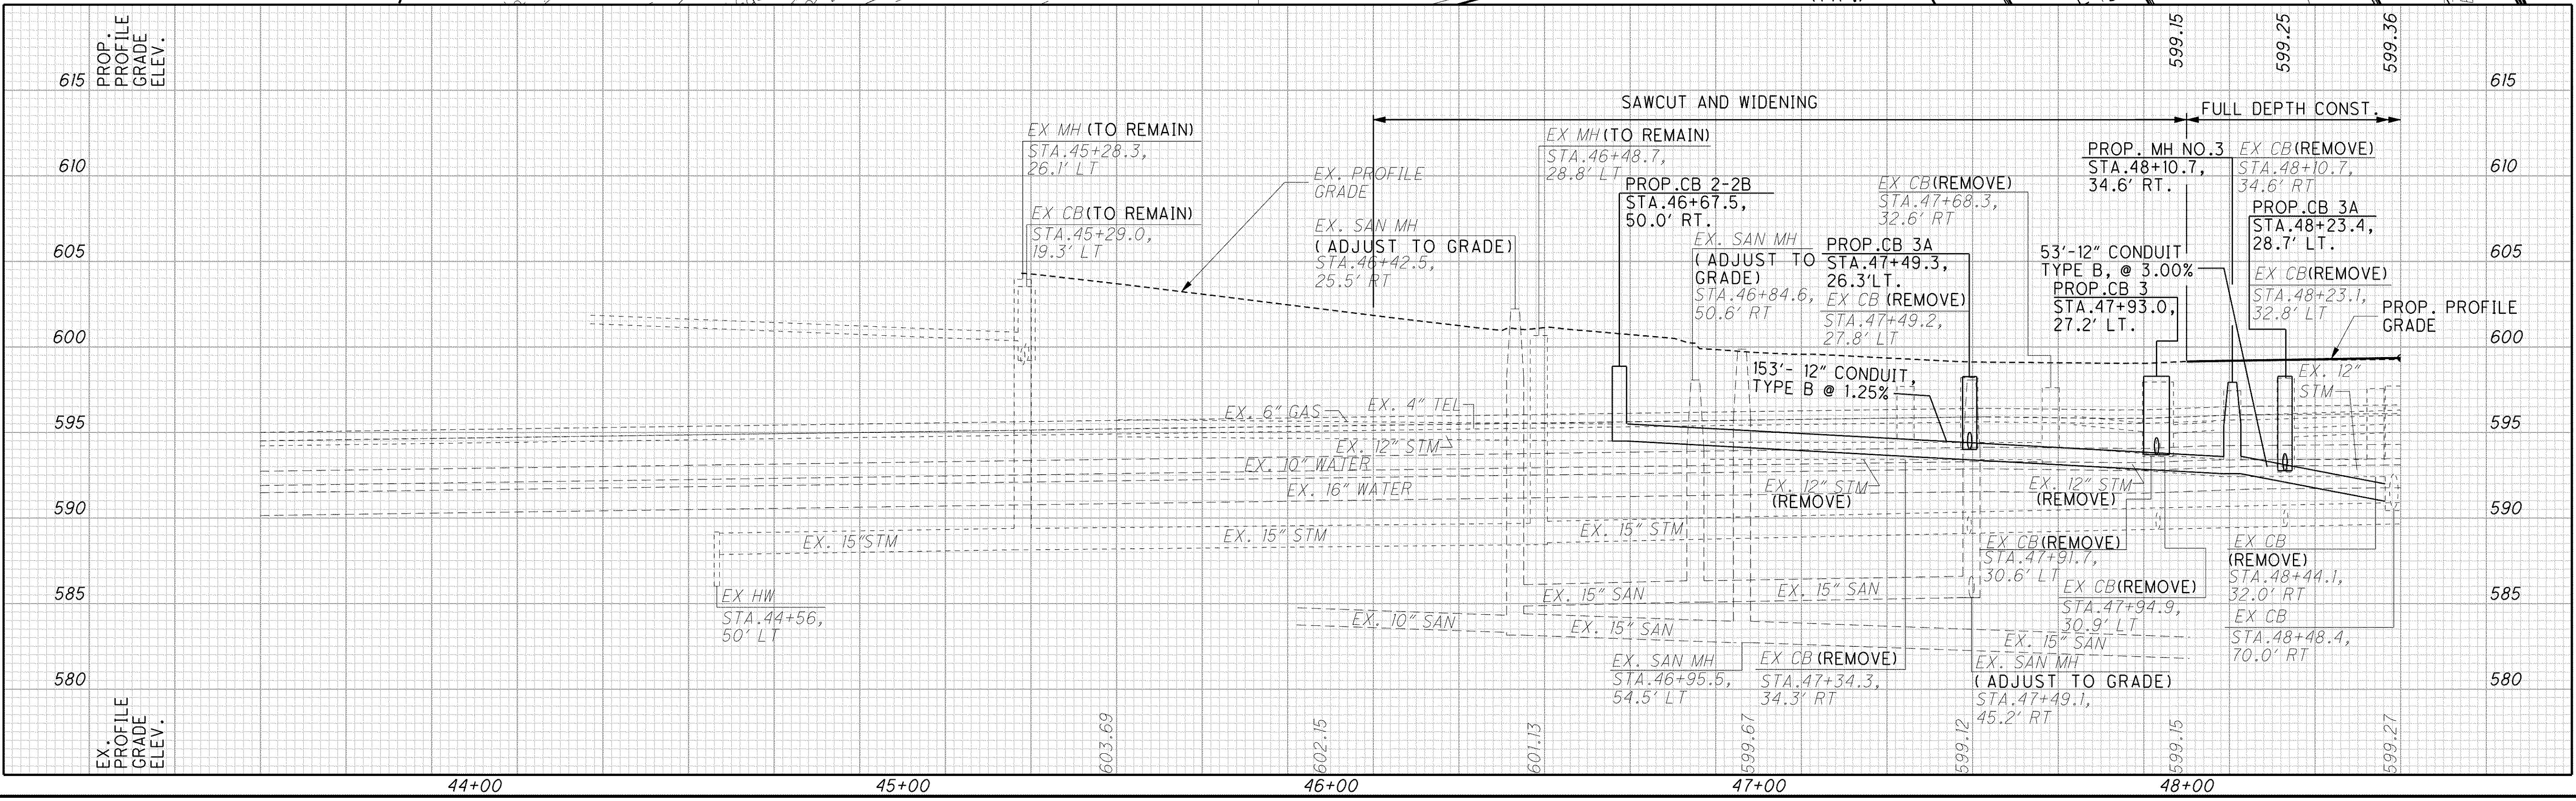 PROP.
PROFILE
GRADE
ELEV.
599.15
599.25
599.36
615
615
SAWCUT AND WIDENING
FULL DEPTH CONST.
EX MH (TO REMAIN)
STA.45+28.3,
26.1' LT
EX MH (TO REMAIN)
STA.46+48.7,
28.8' LT
PROP. MH NO.3
STA.48+10.7,
34.6' RT.
EX CB (REMOVE)
STA.48+10.7,
34.6' RT
610
610
EX. PROFILE
GRADE
PROP.CB 2-2B
STA.46+67.5,
50.0' RT.
EX CB (REMOVE)
STA.47+68.3,
32.6' RT
EX CB (TO REMAIN)
STA.45+29.0,
19.3' LT
EX. SAN MH
(ADJUST TO GRADE)
STA.46+42.5,
25.5' RT
PROP.CB 3A
STA.48+23.4,
28.7' LT.
EX. SAN MH
(ADJUST TO
GRADE)
STA.46+84.6,
50.6' RT
PROP.CB 3A
STA.47+49.3,
26.3'LT.
EX CB (REMOVE)
STA.47+49.2,
27.8' LT
53'-12" CONDUIT,
TYPE B, @ 3.00%
PROP.CB 3
STA.47+93.0,
27.2' LT.
EX CB (REMOVE)
STA.48+23.1,
32.8' LT
PROP. PROFILE
GRADE
605
605
600
600
153'- 12" CONDUIT,
TYPE B @ 1.25%
EX. 12"
STM
EX. 6" GAS
EX. 4" TEL
595
595
EX. 12" STM
EX. 10" WATER
EX. 16" WATER
EX. 12" STM
(REMOVE)
EX. 12" STM
(REMOVE)
590
590
EX. 15"STM
EX. 15" STM
EX. 15" STM
EX CB (REMOVE)
STA.47+91.7,
30.6' LT
EX CB
(REMOVE)
STA.48+44.1,
32.0' RT
EX HW
STA.44+56,
50' LT
585
585
EX. 15" SAN
EX. 15" SAN
EX CB (REMOVE)
STA.47+94.9,
30.9' LT
EX CB
STA.48+48.4,
70.0' RT
EX. 10" SAN
EX. 15" SAN
EX. 15" SAN
EX. SAN MH
STA.46+95.5,
54.5' LT
EX CB (REMOVE)
STA.47+34.3,
34.3' RT
EX. SAN MH
(ADJUST TO GRADE)
STA.47+49.1,
45.2' RT
580
580
EX.
PROFILE
GRADE
ELEV.
603.69
602.15
601.13
599.67
599.12
599.15
599.27
44+00
45+00
46+00
47+00
48+00